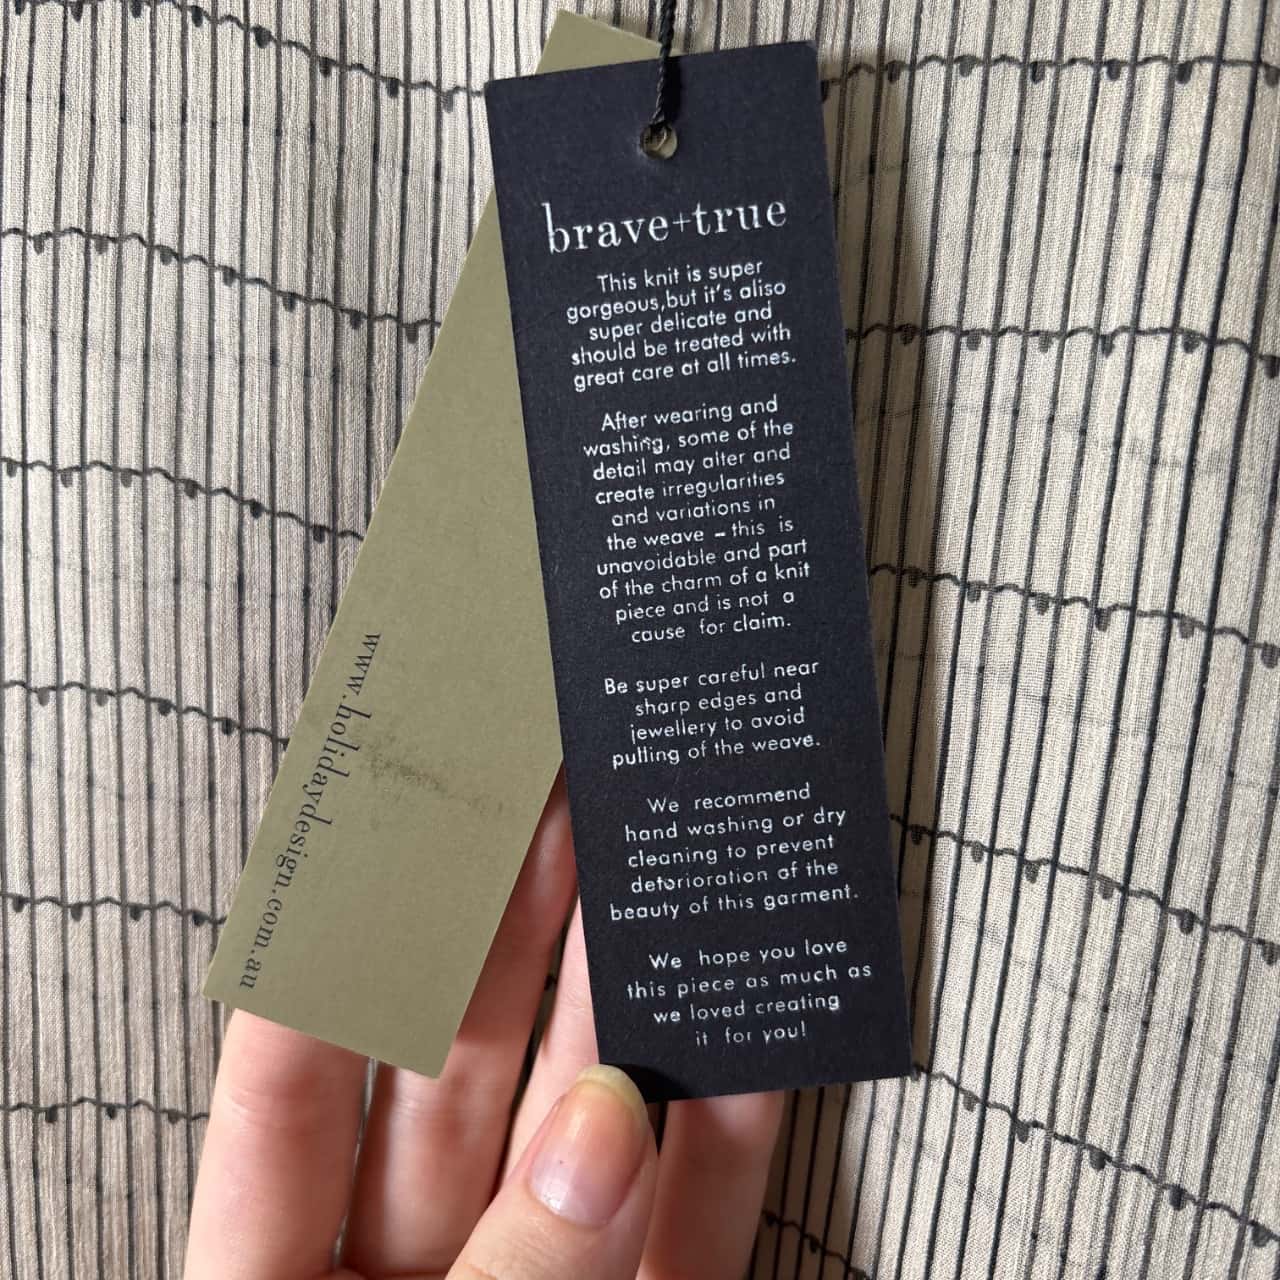 brave+true
This knit is super
gorgeous,but it's aliso
super delicate and
should be treated with
great care at all times.
After wearing and
washing, some of the
detail may alter and
create irregularities
and variations in
the weave – this is
unavoidable and part
of the charm of a knit
piece and is not a
cause for claim.
Be super careful near
sharp edges and
jewellery to avoid
pulling of the weave.
We recommend
hand washing or dry
cleaning to prevent
deterioration of the
beauty of this garment.
We hope you love
this piece as much as
we loved creating
it for you!
www.holidaydesign.com.au